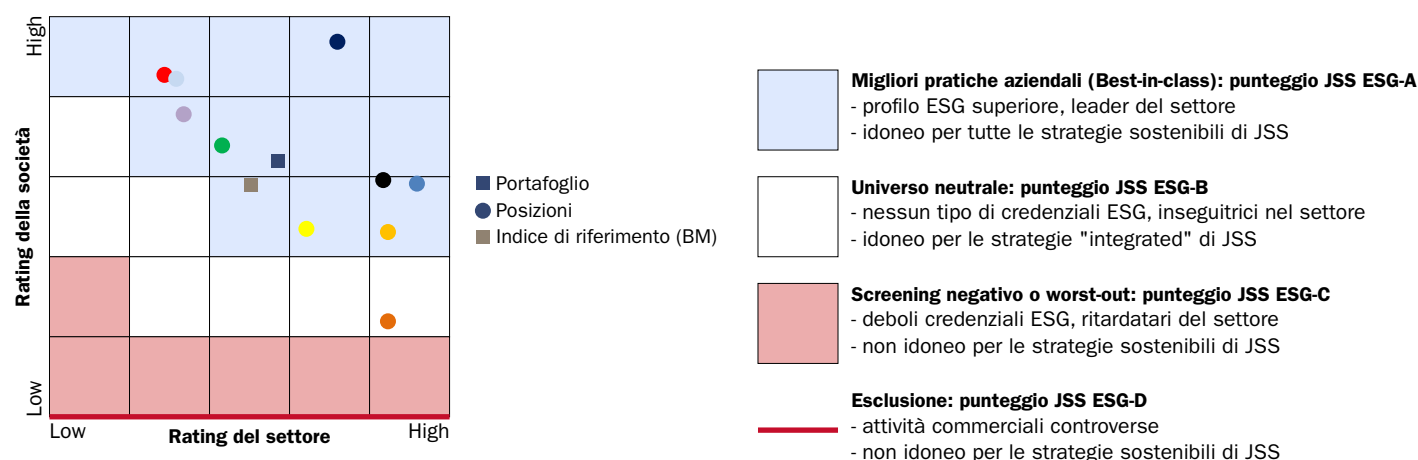 High
Rating della società
Low
Low
Rating del settore
High
Portafoglio
Posizioni
Indice di riferimento (BM)
Migliori pratiche aziendali (Best-in-class): punteggio JSS ESG-A
- profilo ESG superiore, leader del settore
- idoneo per tutte le strategie sostenibili di JSS
Universo neutrale: punteggio JSS ESG-B
- nessun tipo di credenziali ESG, inseguitrici nel settore
- idoneo per le strategie "integrated" di JSS
Screening negativo o worst-out: punteggio JSS ESG-C
- deboli credenziali ESG, ritardatari del settore
- non idoneo per le strategie sostenibili di JSS
Esclusione: punteggio JSS ESG-D
- attività commerciali controverse
- non idoneo per le strategie sostenibili di JSS